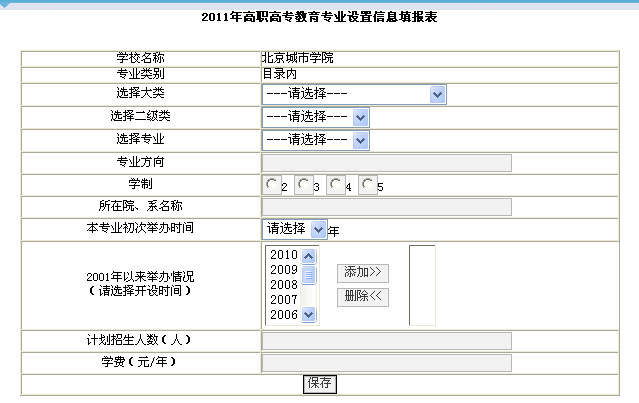 2011年高职高专教育专业设置信息填报表
学校名称 北京城市学院
专业类别 目录内
选择大类 ---请选择---
选择二级类 ---请选择---
选择专业 ---请选择---
专业方向
学制 2 3 4 5
所在院、系名称
本专业初次举办时间 请选择 年
2001年以来举办情况
(请选择开设时间)
2010
2009
2008
2007
2006
添加>>
删除<<
计划招生人数(人)
学费(元/年)
保存